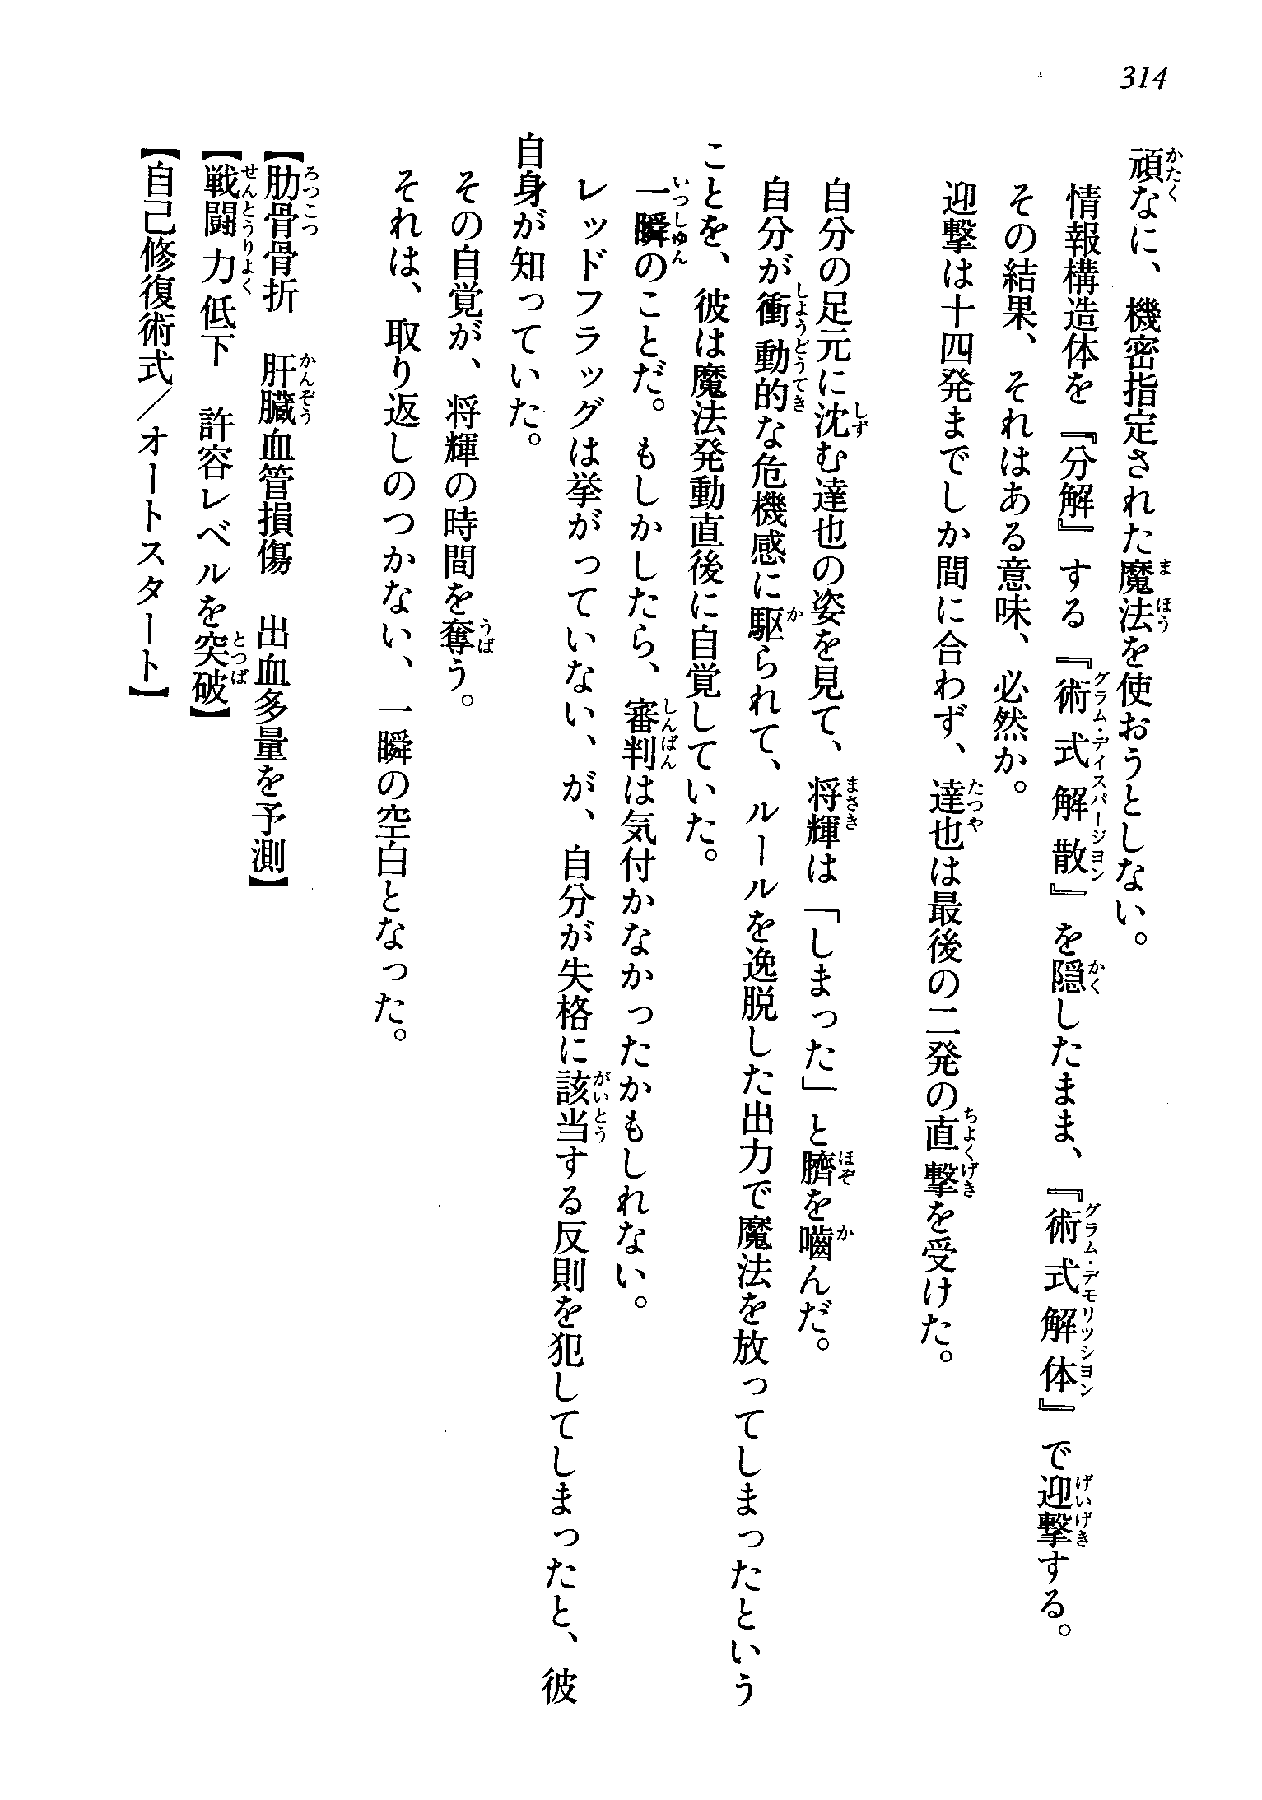 314
頑なに、機密指定された魔法を使おうとしない。
情報構造体を『分解』する『術式解散』を隠したまま、『術式解体』で迎撃する。
その結果、それはある意味、必然か。
迎撃は十四発までしか間に合わず、達也は最後の二発の直撃を受けた。
自分の足元に沈む達也の姿を見て、将輝は「しまった」と臍を嚙んだ。
自分が衝動的な危機感に駆られて、ルールを逸脱した出力で魔法を放ってしまったという
ことを、彼は魔法発動直後に自覚していた。
一瞬のことだ。もしかしたら、審判は気付かなかったかもしれない。
レッドフラッグは挙がっていない、が、自分が失格に該当する反則を犯してしまったと、彼
自身が知っていた。
その自覚が、将輝の時間を奪う。
それは、取り返しのつかない、一瞬の空白となった。
【肋骨骨折　肝臓血管損傷　出血多量を予測】
【戦闘力低下　許容レベルを突破】
【自己修復術式／オートスタート】